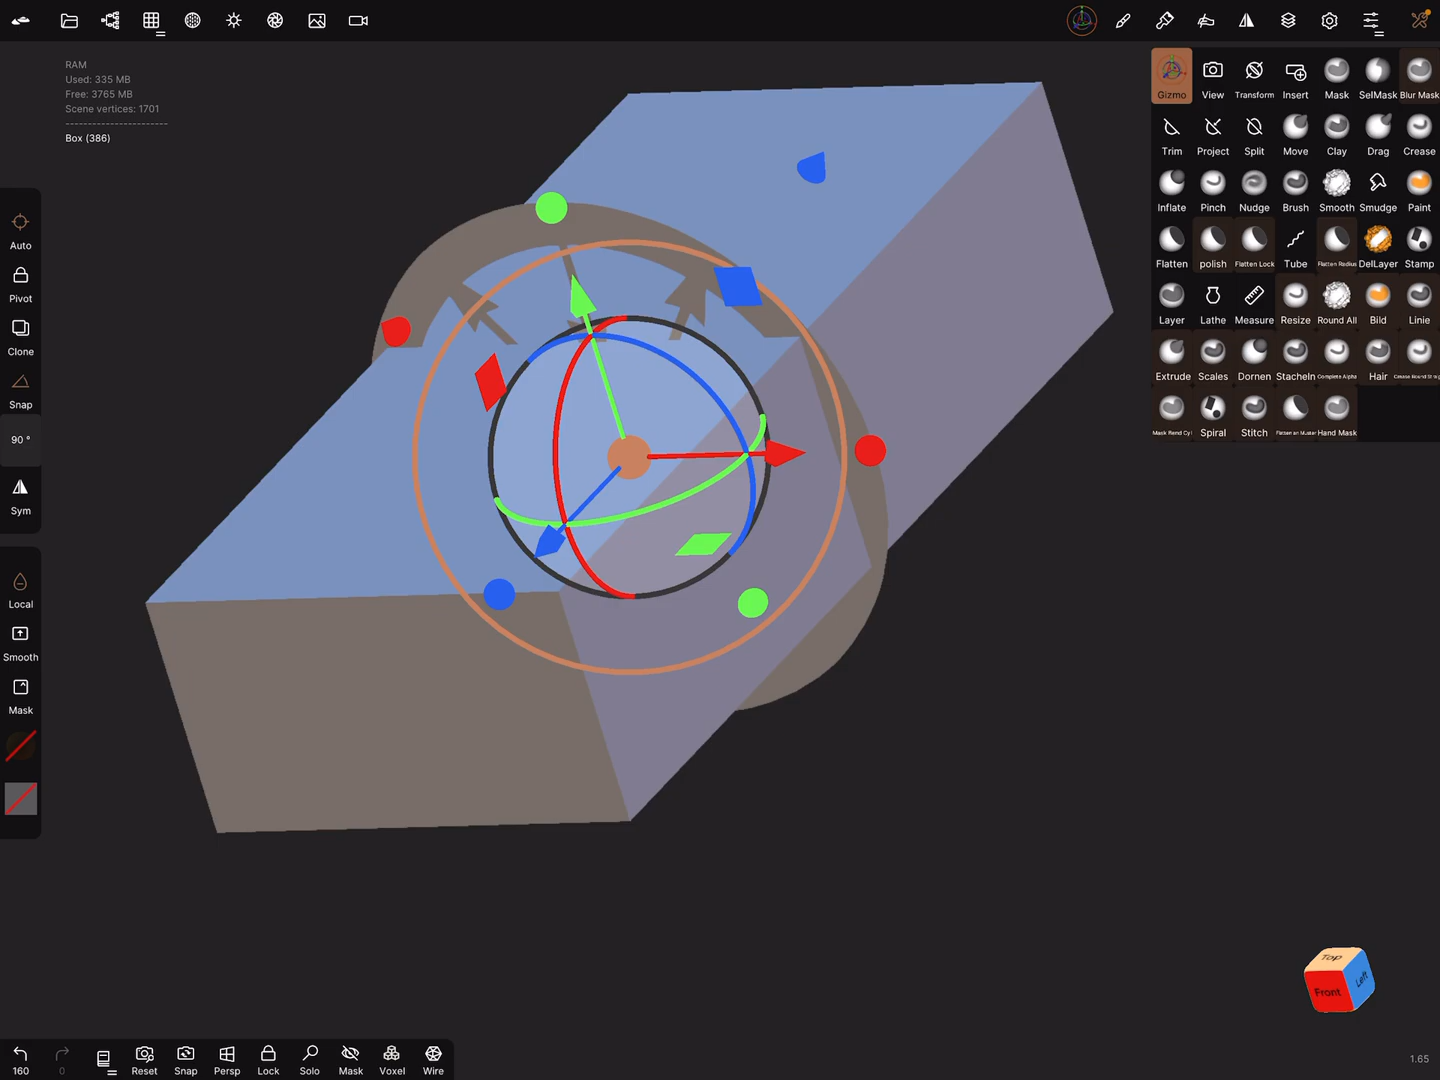 RAM
Used: 335 MB
Free: 3765 MB
Scene vertices: 1701
Box (386)
Gizmo View Transform Insert Mask SelMask Blur Mask
Trim Project Split Move Clay Drag Crease
Inflate Pinch Nudge Brush Smooth Smudge Paint
Flatten polish Flatten Lock Tube Flatten Radius DelLayer Stamp
Layer Lathe Measure Resize Round All Bild Linie
Extrude Scales Dornen Stacheln Complete Alpha Hair
Spiral Stitch Hand Mask
Auto
Pivot
Clone
Snap
90 °
Sym
Local
Smooth
Mask
Top
Front Left
160 0 Reset Snap Persp Lock Solo Mask Voxel Wire
1.65